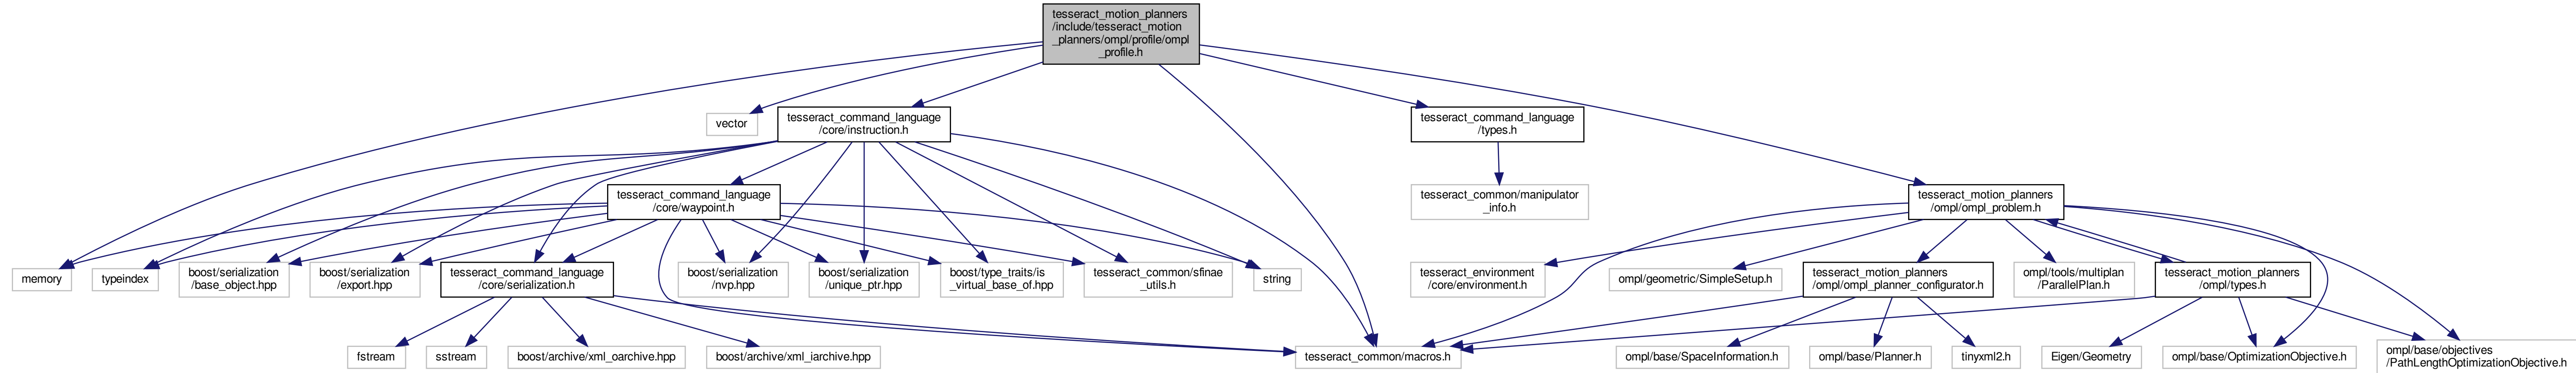 tesseract_motion_planners
/include/tesseract_motion
_planners/ompl/profile/ompl
_profile.h
vector
tesseract_command_language
/core/instruction.h
tesseract_command_language
/types.h
tesseract_command_language
/core/waypoint.h
tesseract_common/manipulator
_info.h
tesseract_motion_planners
/ompl/ompl_problem.h
memory
typeindex
boost/serialization
/base_object.hpp
boost/serialization
/export.hpp
tesseract_command_language
/core/serialization.h
boost/serialization
/nvp.hpp
boost/serialization
/unique_ptr.hpp
boost/type_traits/is
_virtual_base_of.hpp
tesseract_common/sfinae
_utils.h
string
tesseract_environment
/core/environment.h
ompl/geometric/SimpleSetup.h
tesseract_motion_planners
/ompl/ompl_planner_configurator.h
ompl/tools/multiplan
/ParallelPlan.h
tesseract_motion_planners
/ompl/types.h
fstream
sstream
boost/archive/xml_oarchive.hpp
boost/archive/xml_iarchive.hpp
tesseract_common/macros.h
ompl/base/SpaceInformation.h
ompl/base/Planner.h
tinyxml2.h
Eigen/Geometry
ompl/base/OptimizationObjective.h
ompl/base/objectives
/PathLengthOptimizationObjective.h